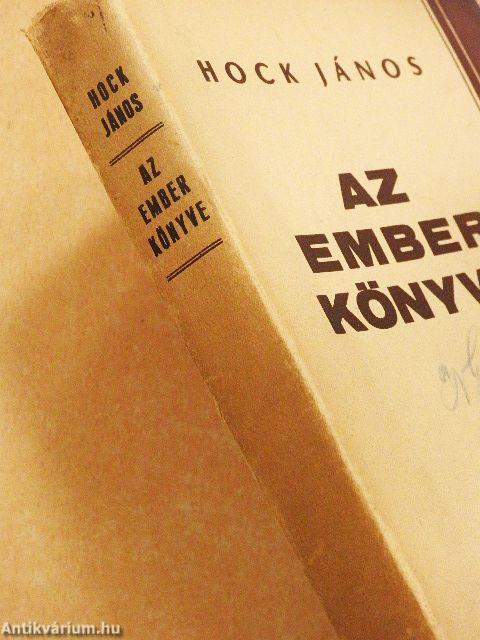 HOCK
JÁNOS
AZ
EMBER
KÖNYVE
HOCK JÁNOS
AZ
EMBER
KÖNYV
Antikvárium.hu